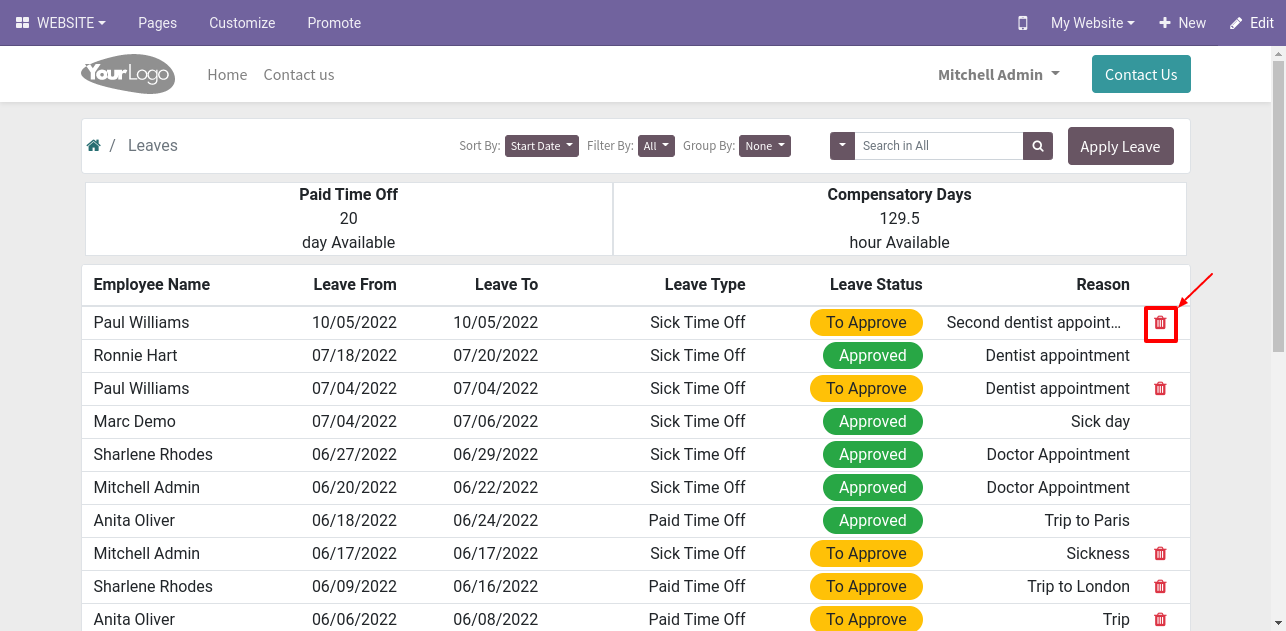 WEBSITE Pages Customize Promote My Website New Edit
YourLogo Home Contact us Mitchell Admin Contact Us
/ Leaves Sort By: Start Date Filter By: All Group By: None Search in All Apply Leave
Paid Time Off Compensatory Days
20 129.5
day Available hour Available
Employee Name Leave From Leave To Leave Type Leave Status Reason
Paul Williams 10/05/2022 10/05/2022 Sick Time Off To Approve Second dentist appoint...
Ronnie Hart 07/18/2022 07/20/2022 Sick Time Off Approved Dentist appointment
Paul Williams 07/04/2022 07/04/2022 Sick Time Off To Approve Dentist appointment
Marc Demo 07/04/2022 07/06/2022 Sick Time Off Approved Sick day
Sharlene Rhodes 06/27/2022 06/29/2022 Sick Time Off Approved Doctor Appointment
Mitchell Admin 06/20/2022 06/22/2022 Sick Time Off Approved Doctor Appointment
Anita Oliver 06/18/2022 06/24/2022 Paid Time Off Approved Trip to Paris
Mitchell Admin 06/17/2022 06/17/2022 Sick Time Off To Approve Sickness
Sharlene Rhodes 06/09/2022 06/16/2022 Paid Time Off To Approve Trip to London
Anita Oliver 06/06/2022 06/08/2022 Paid Time Off To Approve Trip